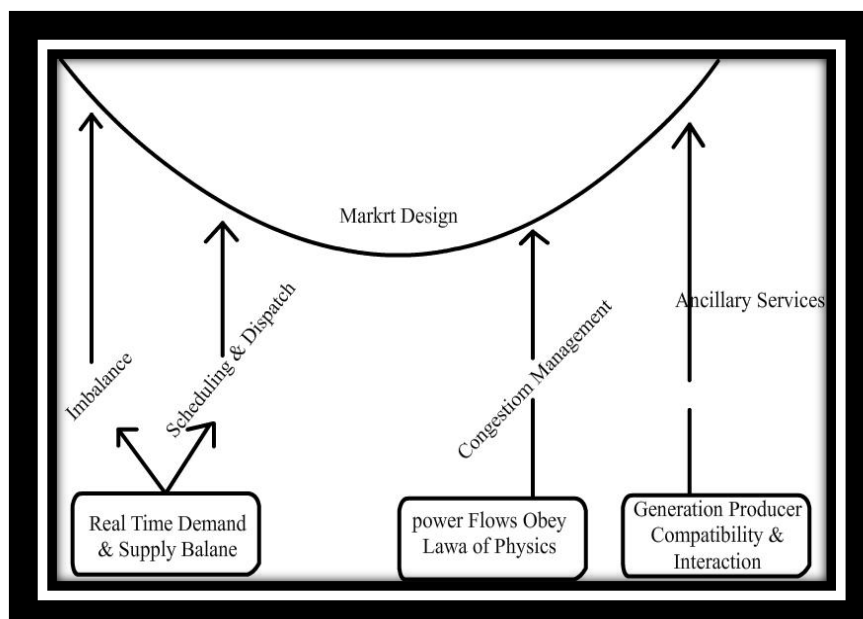 Markrt Design
Ancillary Services
Imbalance
Scheduling & Dispatch
Congestiom Management
Real Time Demand
& Supply Balane
power Flows Obey
Lawa of Physics
Generation Producer
Compatibility &
Interaction